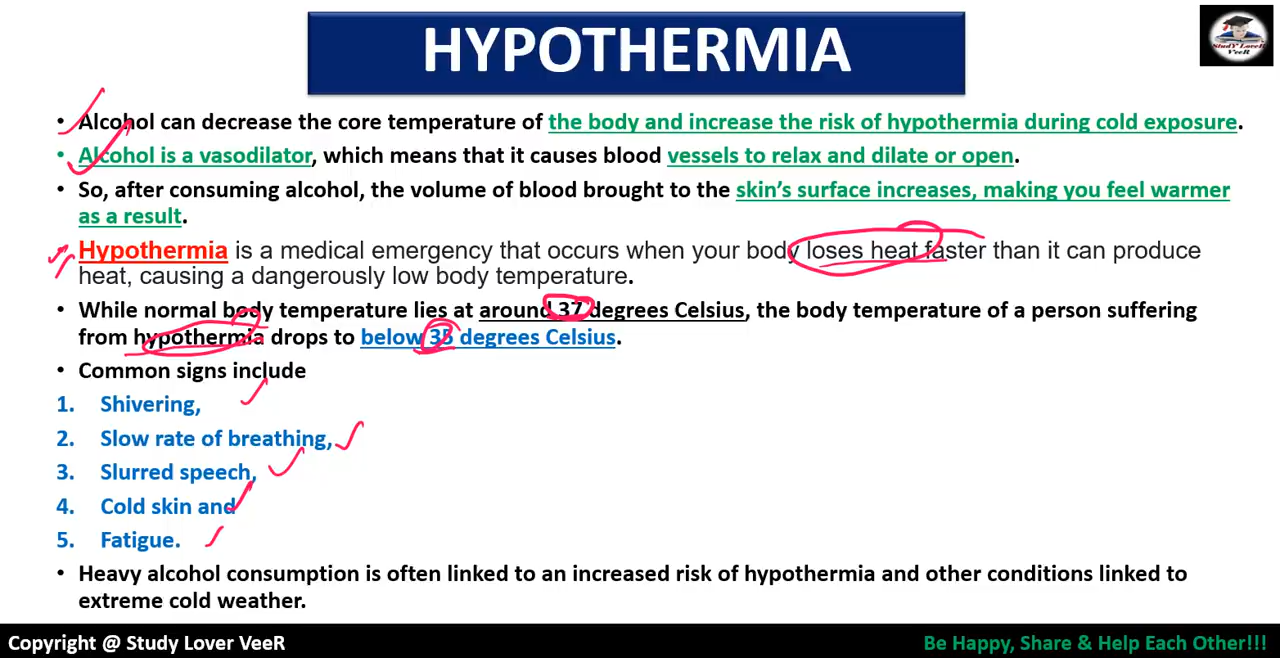 HYPOTHERMIA
StudY LoveR
VeeR
• Alcohol can decrease the core temperature of the body and increase the risk of hypothermia during cold exposure.
• Alcohol is a vasodilator, which means that it causes blood vessels to relax and dilate or open.
• So, after consuming alcohol, the volume of blood brought to the skin's surface increases, making you feel warmer
as a result.
Hypothermia is a medical emergency that occurs when your body loses heat faster than it can produce
heat, causing a dangerously low body temperature.
• While normal body temperature lies at around 37 degrees Celsius, the body temperature of a person suffering
from hypothermia drops to below 35 degrees Celsius.
• Common signs include
1. Shivering,
2. Slow rate of breathing,
3. Slurred speech,
4. Cold skin and
5. Fatigue.
• Heavy alcohol consumption is often linked to an increased risk of hypothermia and other conditions linked to
extreme cold weather.
Copyright @ Study Lover VeeR
Be Happy, Share & Help Each Other!!!